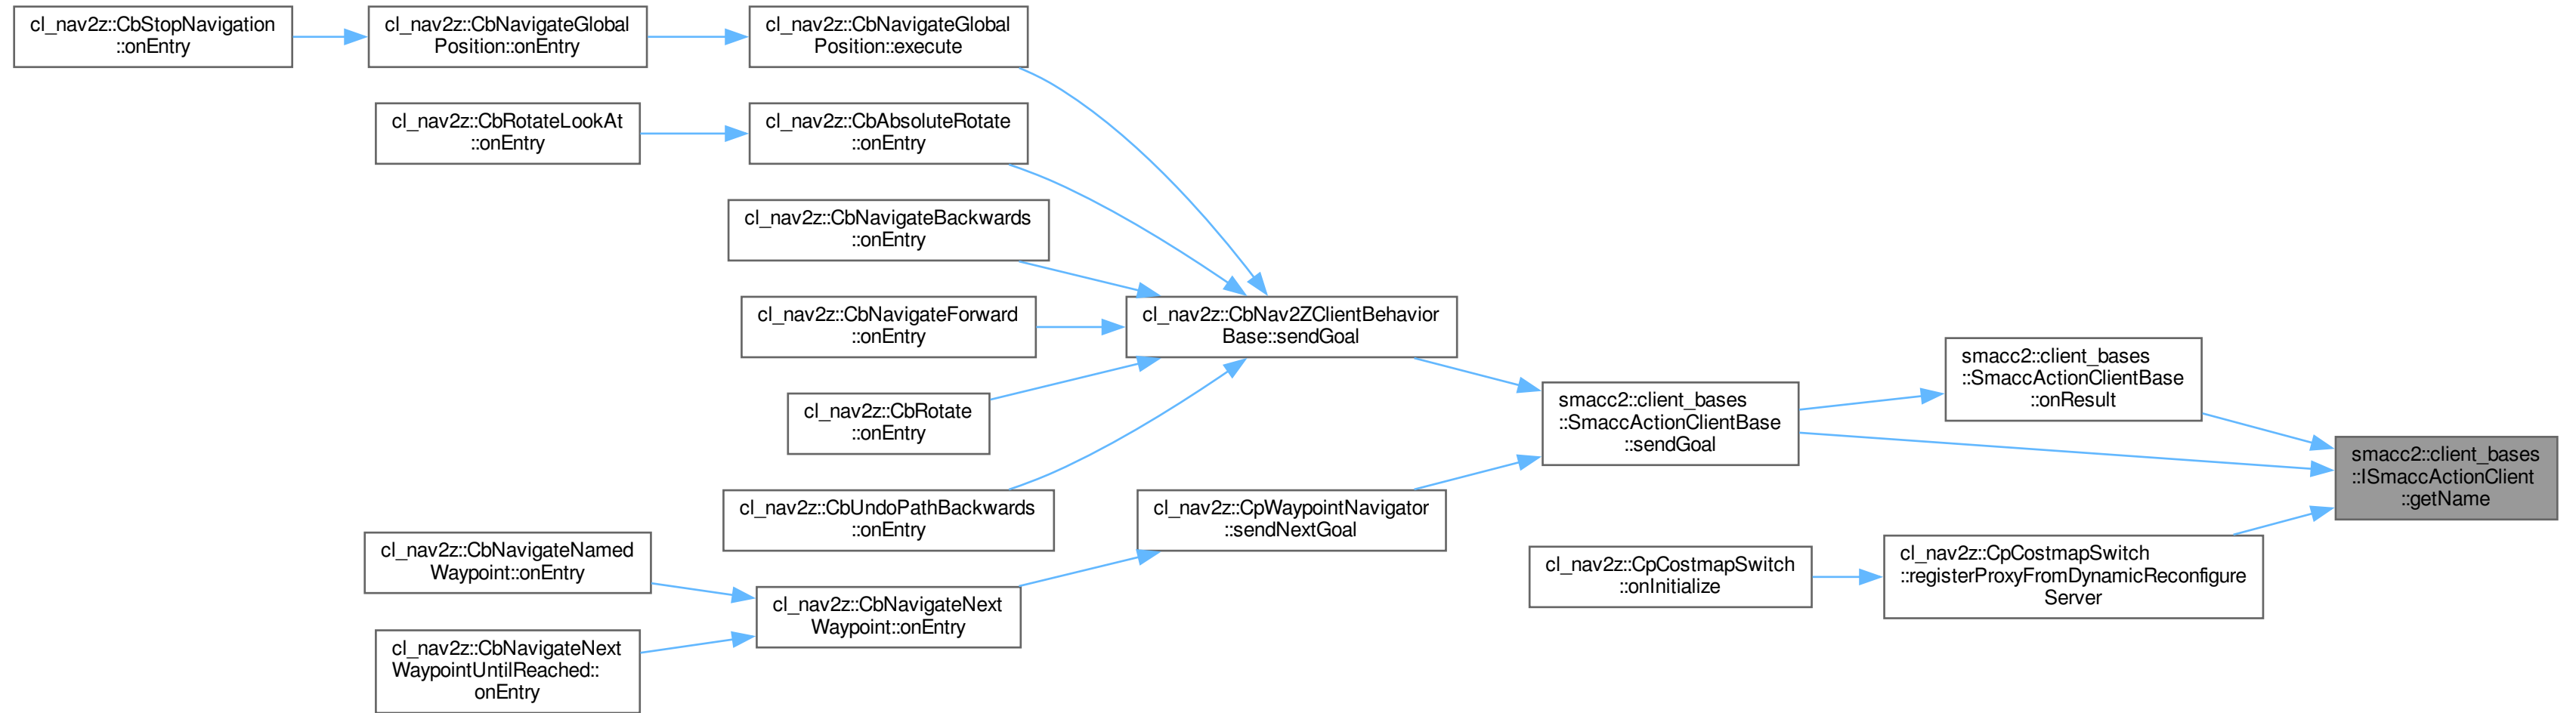 cl_nav2z::CbStopNavigation
::onEntry
cl_nav2z::CbNavigateGlobal
Position::onEntry
cl_nav2z::CbNavigateGlobal
Position::execute
cl_nav2z::CbRotateLookAt
::onEntry
cl_nav2z::CbAbsoluteRotate
::onEntry
cl_nav2z::CbNavigateBackwards
::onEntry
cl_nav2z::CbNavigateForward
::onEntry
cl_nav2z::CbNav2ZClientBehavior
Base::sendGoal
cl_nav2z::CbRotate
::onEntry
cl_nav2z::CbUndoPathBackwards
::onEntry
smacc2::client_bases
::SmaccActionClientBase
::sendGoal
smacc2::client_bases
::SmaccActionClientBase
::onResult
smacc2::client_bases
::ISmaccActionClient
::getName
cl_nav2z::CpWaypointNavigator
::sendNextGoal
cl_nav2z::CbNavigateNamed
Waypoint::onEntry
cl_nav2z::CbNavigateNext
Waypoint::onEntry
cl_nav2z::CbNavigateNext
WaypointUntilReached::
onEntry
cl_nav2z::CpCostmapSwitch
::onInitialize
cl_nav2z::CpCostmapSwitch
::registerProxyFromDynamicReconfigure
Server